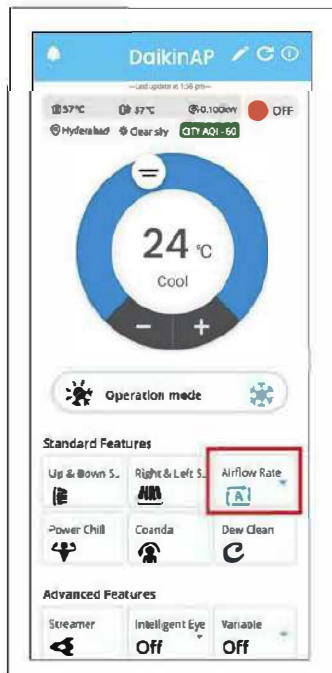 DaikinAP
—Last update at 1:56 pm—
37°C 37°C 0.100kW OFF
Hyderabad Clear sky CITY AQI - 60
24 °C
Cool
− +
Operation mode
Standard Features
Up & Down S.. Right & Left S.. Airflow Rate
A
Power Chill Coanda Dew Clean
Advanced Features
Streamer Intelligent Eye Variable
Off Off